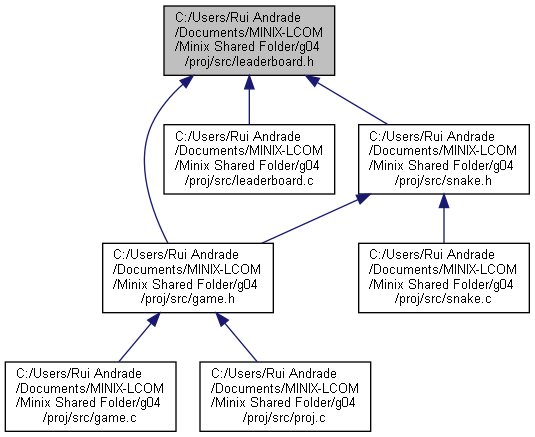 C:/Users/Rui Andrade
/Documents/MINIX-LCOM
/Minix Shared Folder/g04
/proj/src/leaderboard.h
C:/Users/Rui Andrade
/Documents/MINIX-LCOM
/Minix Shared Folder/g04
/proj/src/leaderboard.c
C:/Users/Rui Andrade
/Documents/MINIX-LCOM
/Minix Shared Folder/g04
/proj/src/snake.h
C:/Users/Rui Andrade
/Documents/MINIX-LCOM
/Minix Shared Folder/g04
/proj/src/game.h
C:/Users/Rui Andrade
/Documents/MINIX-LCOM
/Minix Shared Folder/g04
/proj/src/snake.c
C:/Users/Rui Andrade
/Documents/MINIX-LCOM
/Minix Shared Folder/g04
/proj/src/game.c
C:/Users/Rui Andrade
/Documents/MINIX-LCOM
/Minix Shared Folder/g04
/proj/src/proj.c